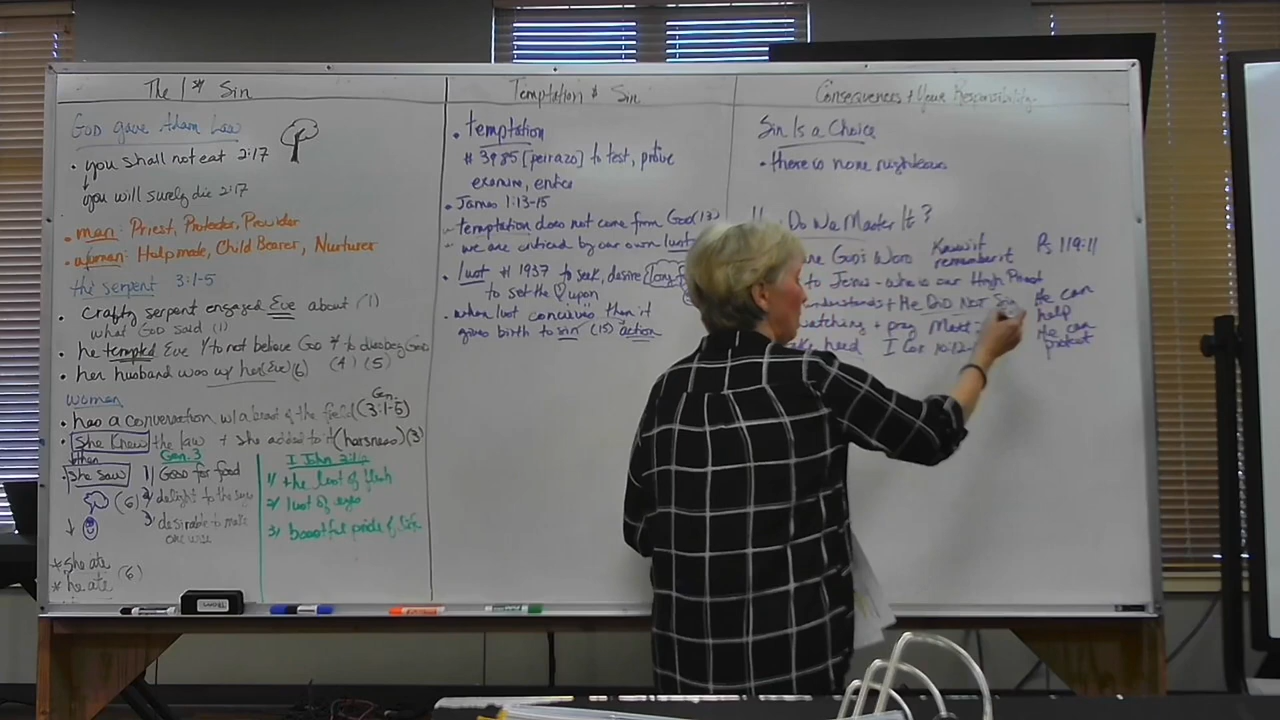 The 1st Sin
God gave Adam Law
• you shall not eat 2:17
you will surely die 2:17
• man: Priest, Protector, Provider
• woman: Helpmate, Child Bearer, Nurturer
the serpent 3:1-5
• crafty serpent engaged Eve about (1)
what God said (1)
• he tempted Eve to not believe God to disobey God
• her husband was w/ her (Eve) (6) (4) (5)
woman
• has a conversation w/ a beast of the field (3:1-5)
Gen.
• She Knew the law + she added to it (harsness) (3)
then
Gen. 3
• She saw 1) Good for food
(6) 2) delight to the eyes
3) desirable to make
one wise
* She ate
* he ate (6)
I John 2:16
1) the lust of flesh
2) lust of eyes
3) boastful pride of life
Temptation & Sin
• temptation
# 3985 [peirazo] to test, prove
examine, entice
• James 1:13-15
temptation does not come from God (13)
we are enticed by our own lust
• lust # 1937 to seek, desire long
to set the upon
• when lust conceives then it
gives birth to sin (15) action
Consequences + Your Responsibility
Sin Is a Choice
• there is none righteous
Do We Master It?
God's Word Know it remember it Ps 119:11
to Jesus - who is our High Priest
understands + He DID NOT Sin
He can help
He can protect
watching + pray Matt
take heed I Cor 10:12-